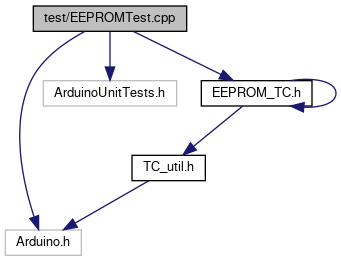 test/EEPROMTest.cpp
ArduinoUnitTests.h
EEPROM_TC.h
TC_util.h
Arduino.h